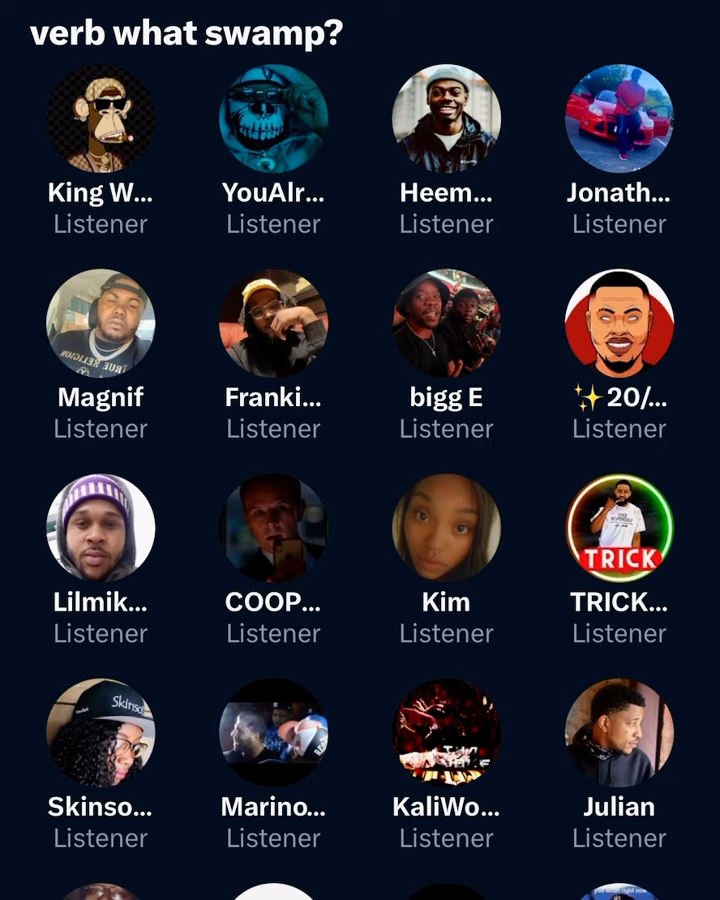 verb what swamp?
King W... YouAlr... Heem... Jonath...
Listener Listener Listener Listener
Magnif Franki... bigg E ✨20/...
Listener Listener Listener Listener
TRICK
Lilmik... COOP... Kim TRICK...
Listener Listener Listener Listener
Skinso... Marino... KaliWo... Julian
Listener Listener Listener Listener